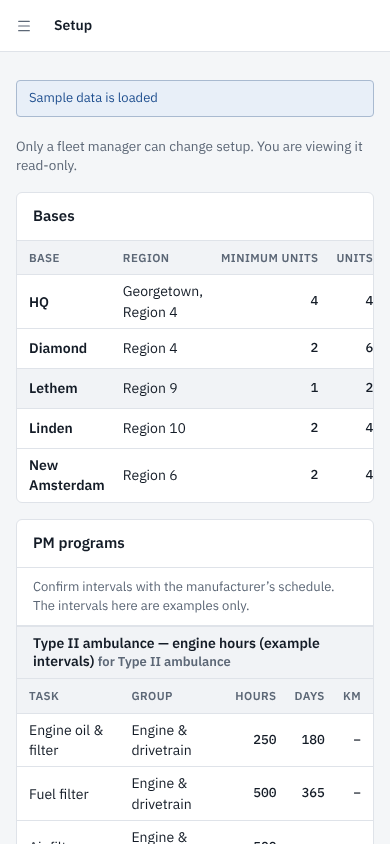 Setup
Sample data is loaded
Only a fleet manager can change setup. You are viewing it
read-only.
Bases
BASE REGION MINIMUM UNITS UNITS
HQ Georgetown, Region 4 4 4
Diamond Region 4 2 6
Lethem Region 9 1 2
Linden Region 10 2 4
New Amsterdam Region 6 2 4
PM programs
Confirm intervals with the manufacturer’s schedule.
The intervals here are examples only.
Type II ambulance — engine hours (example
intervals) for Type II ambulance
TASK GROUP HOURS DAYS KM
Engine oil & filter Engine & drivetrain 250 180 –
Fuel filter Engine & drivetrain 500 365 –
Engine &